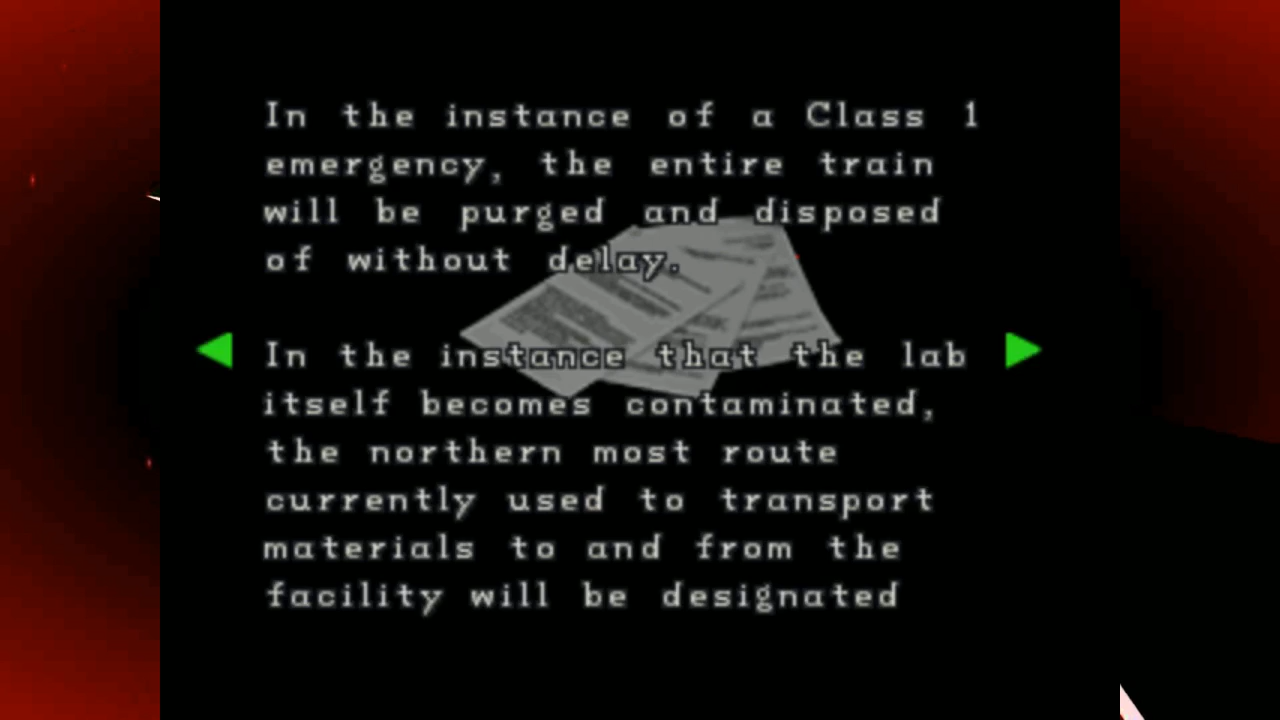 In the instance of a Class 1
emergency, the entire train
will be purged and disposed
of without delay.
In the instance that the lab
itself becomes contaminated,
the northern most route
currently used to transport
materials to and from the
facility will be designated